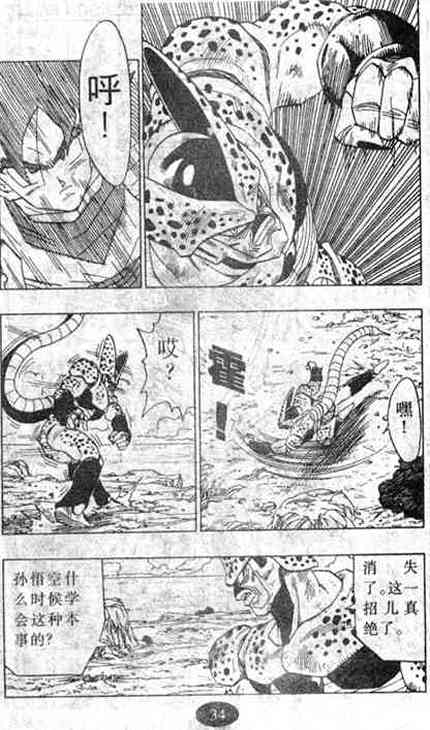 呼！
嘿！
霍！
哎？
消失
了。这一
招儿真
绝了。
孙悟空什
么时候学
会这种本
事的？
34